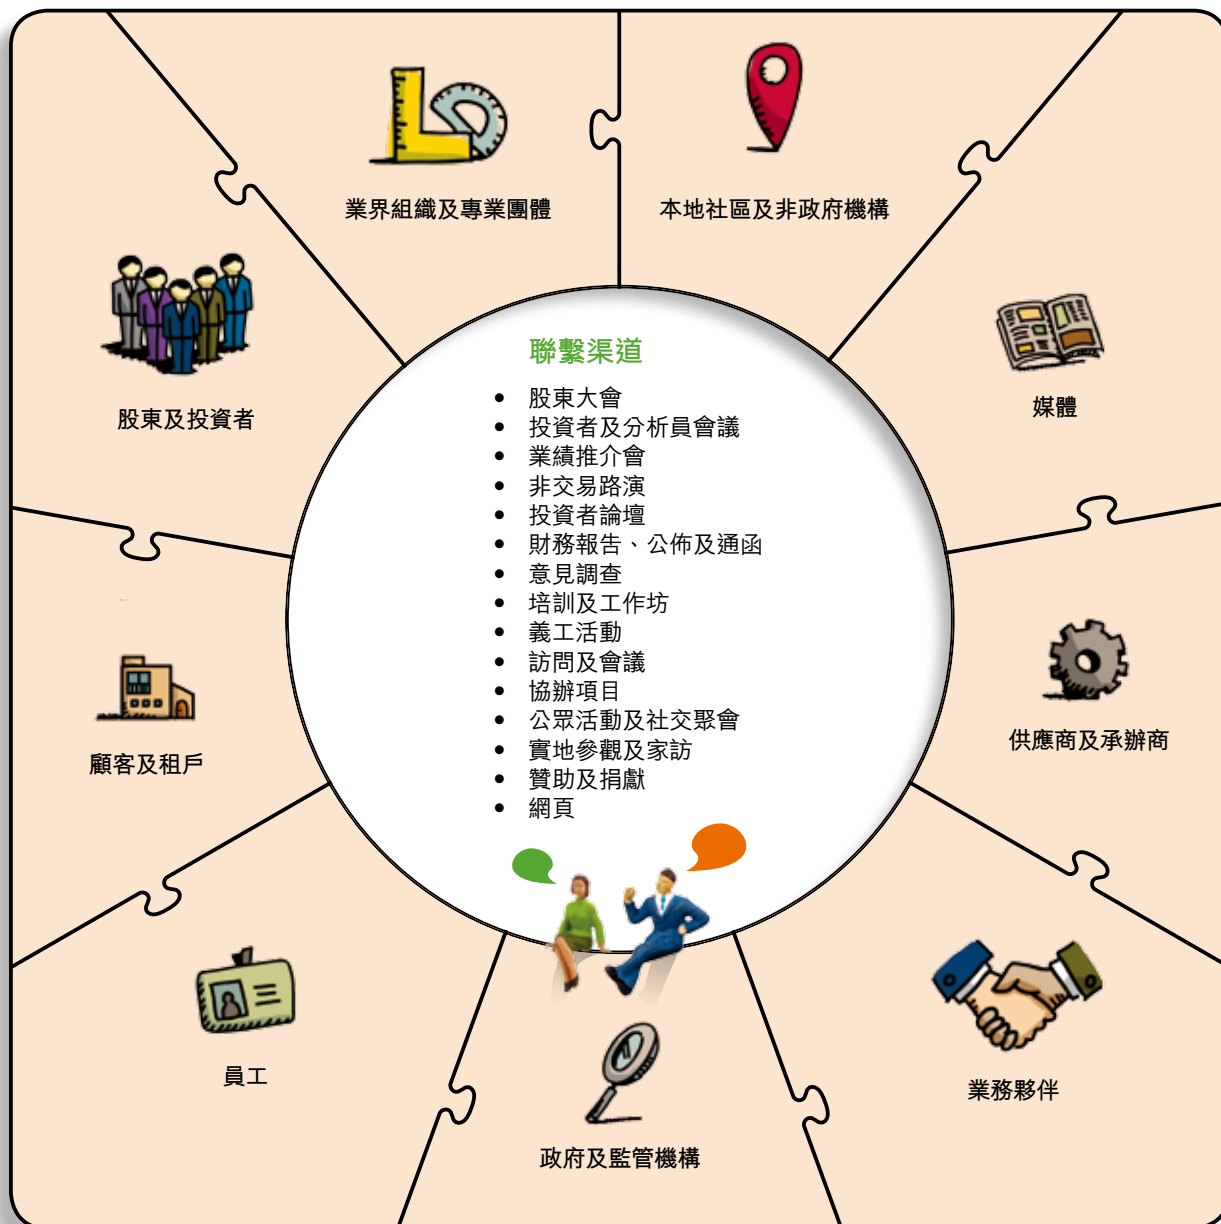 業界組織及專業團體
本地社區及非政府機構
股東及投資者
媒體
聯繫渠道
• 股東大會
• 投資者及分析員會議
• 業績推介會
• 非交易路演
• 投資者論壇
• 財務報告、公佈及通函
• 意見調查
• 培訓及工作坊
• 義工活動
• 訪問及會議
• 協辦項目
• 公眾活動及社交聚會
• 實地參觀及家訪
• 贊助及捐獻
• 網頁
顧客及租戶
供應商及承辦商
員工
業務夥伴
政府及監管機構